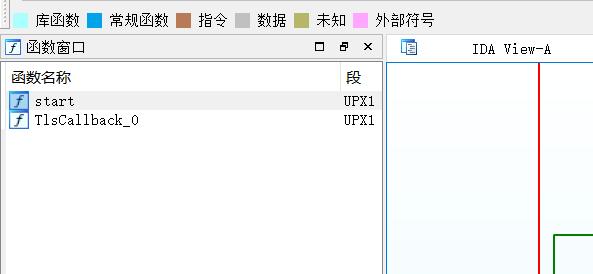 库函数 常规函数 指令 数据 未知 外部符号
函数窗口 IDA View-A
函数名称 段
f start UPX1
f TlsCallback_0 UPX1